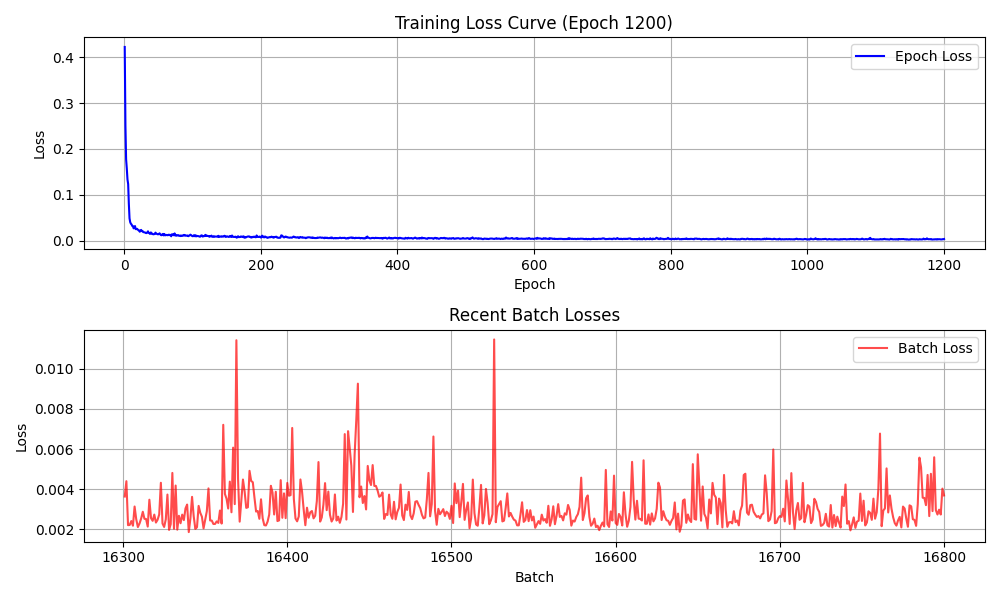 Training Loss Curve (Epoch 1200)
Loss
0.4
0.3
0.2
0.1
0.0
Epoch Loss
0 200 400 600 800 1000 1200
Epoch
Recent Batch Losses
Loss
0.010
0.008
0.006
0.004
0.002
Batch Loss
16300 16400 16500 16600 16700 16800
Batch